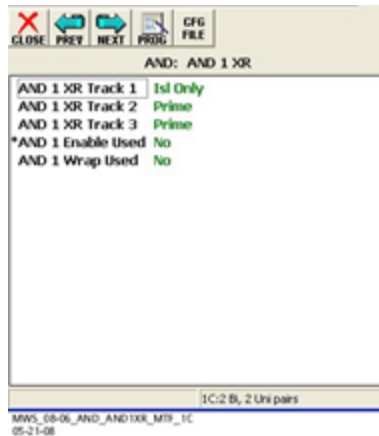 CLOSE PREV NEXT PROG CFG FILE
AND: AND 1 XR
AND 1 XR Track 1 Isl Only
AND 1 XR Track 2 Prime
AND 1 XR Track 3 Prime
*AND 1 Enable Used No
AND 1 Wrap Used No
1C:2 Bi, 2 Uni pairs
MWS_08-06_AND_AND1XR_MTF_1C
05-21-08